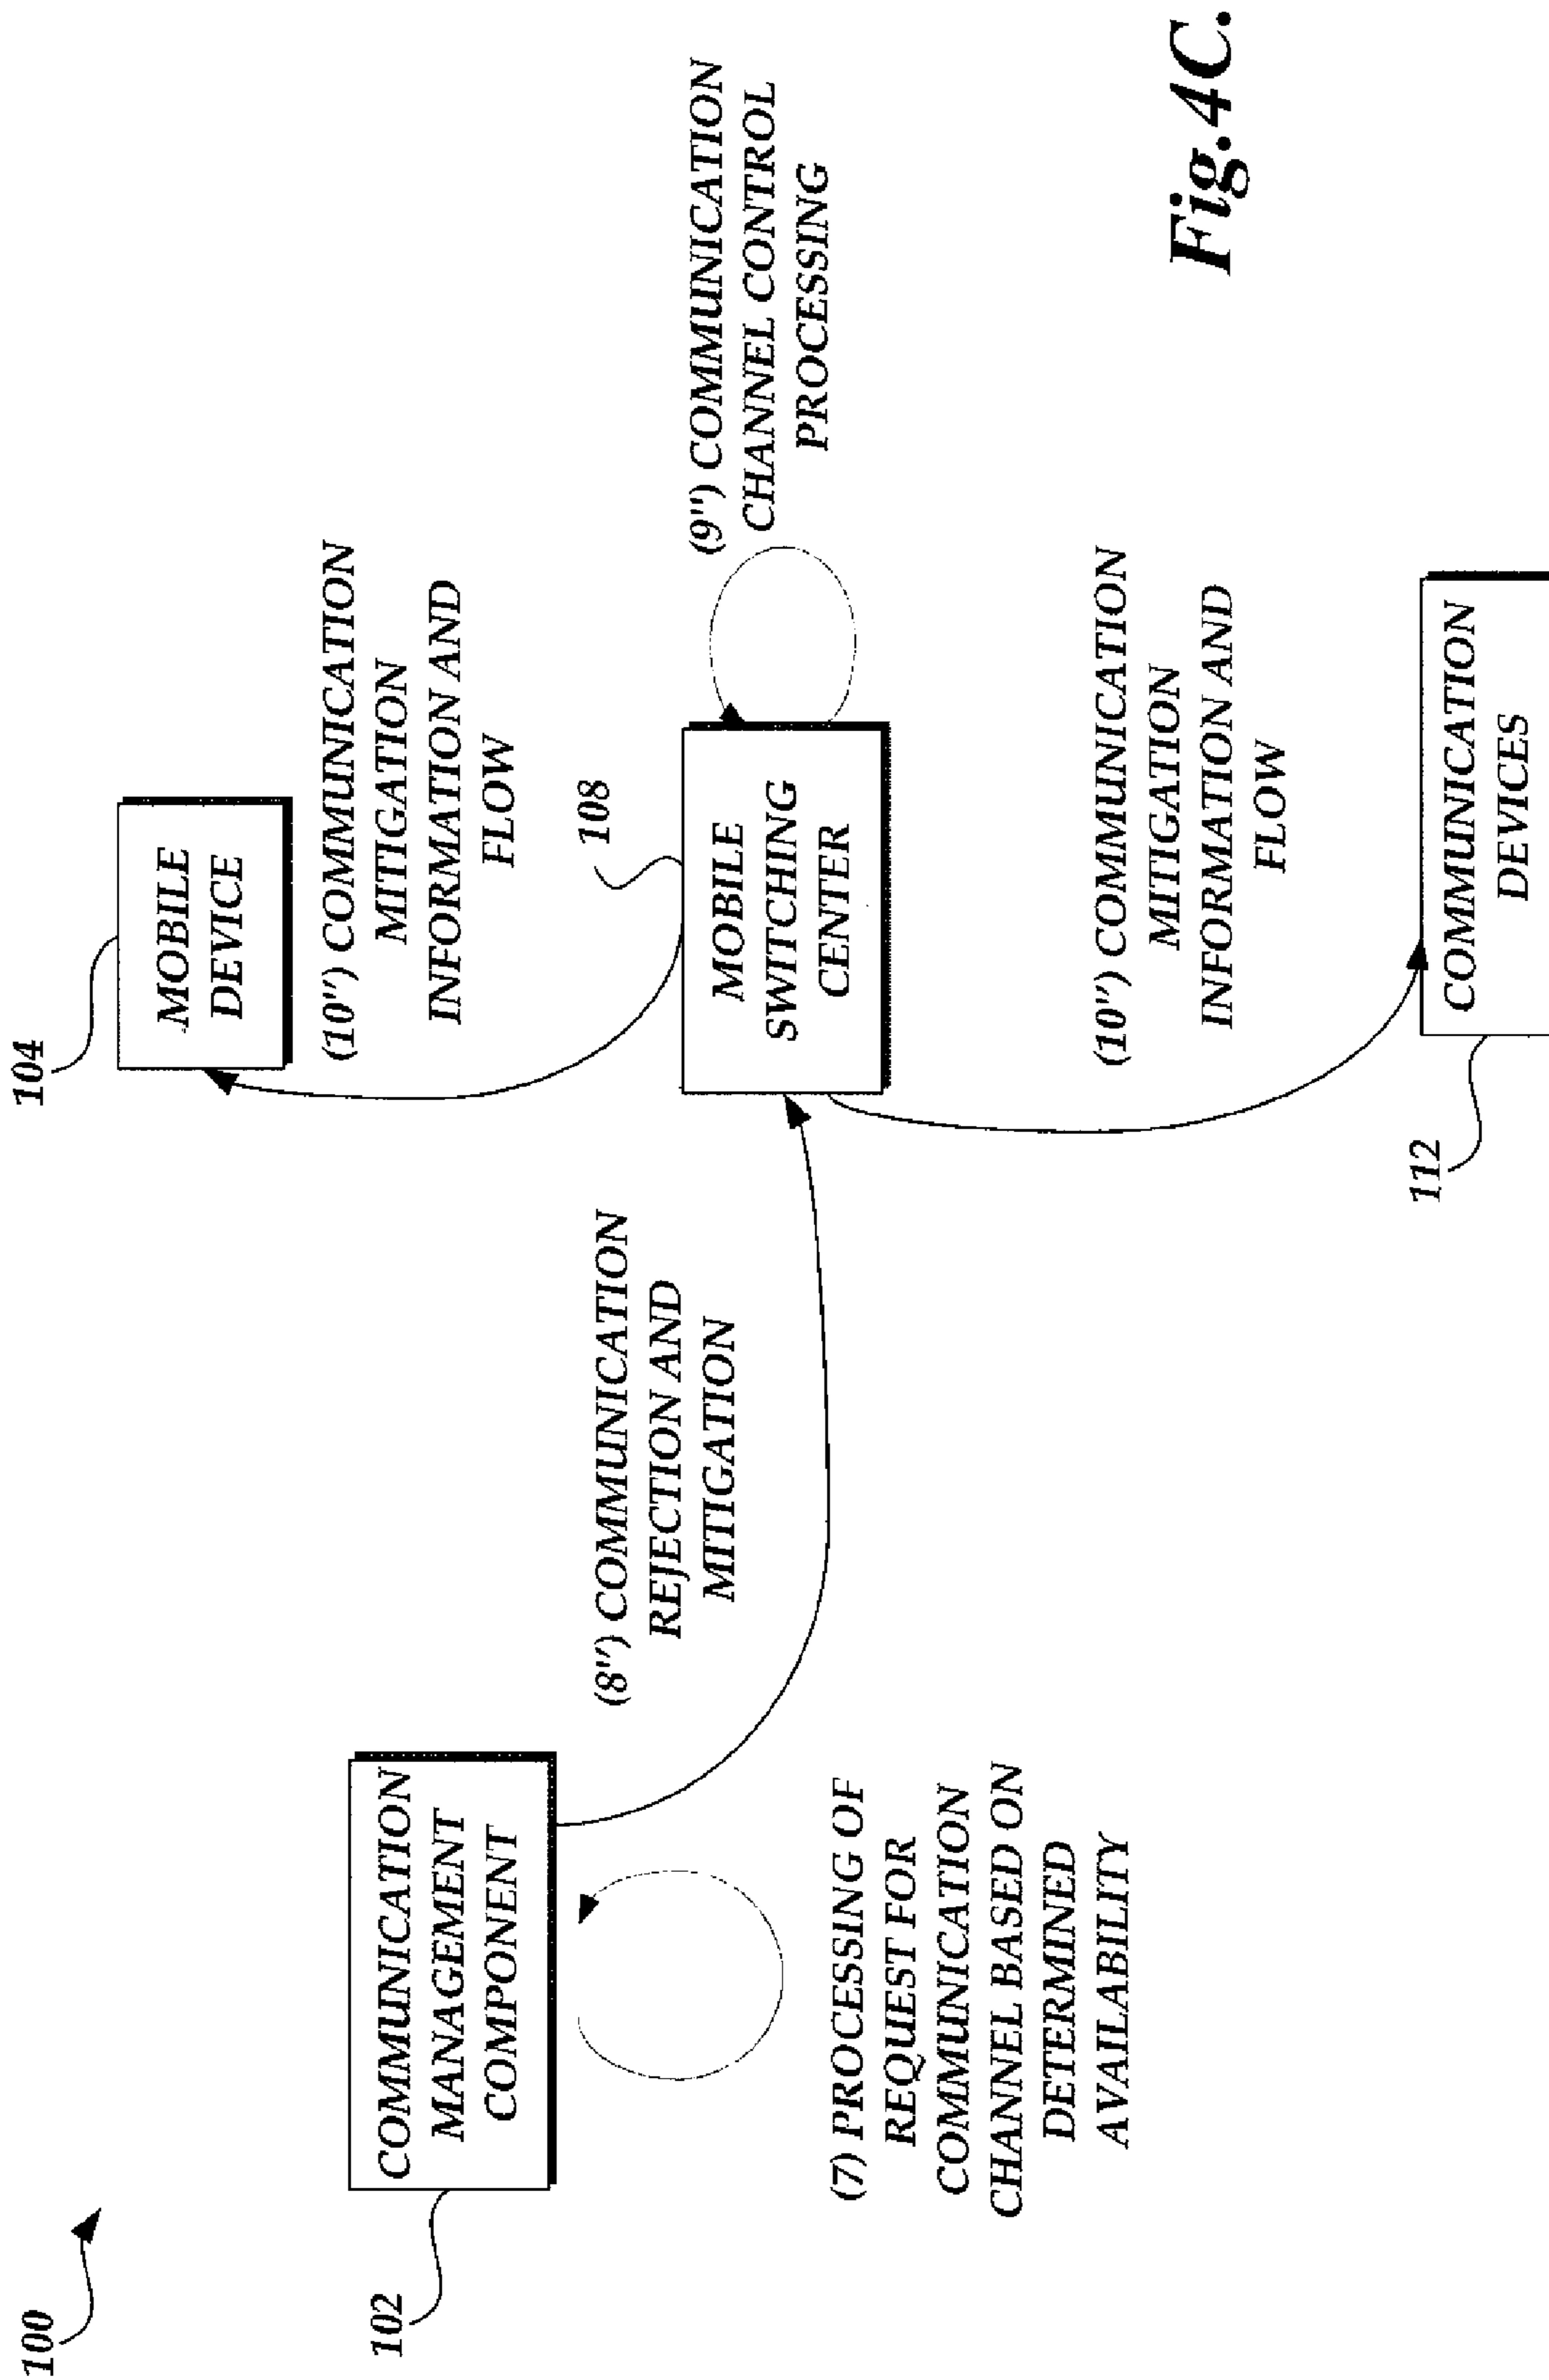 100
102
COMMUNICATION
MANAGEMENT
COMPONENT
(7) PROCESSING OF
REQUEST FOR
COMMUNICATION
CHANNEL BASED ON
DETERMINED
AVAILABILITY
(8'') COMMUNICATION
REJECTION AND
MITIGATION
104
MOBILE
DEVICE
(10'') COMMUNICATION
MITIGATION
INFORMATION AND
FLOW
108
MOBILE
SWITCHING
CENTER
(9'') COMMUNICATION
CHANNEL CONTROL
PROCESSING
(10'') COMMUNICATION
MITIGATION
INFORMATION AND
FLOW
112
COMMUNICATION
DEVICES
Fig.4C.